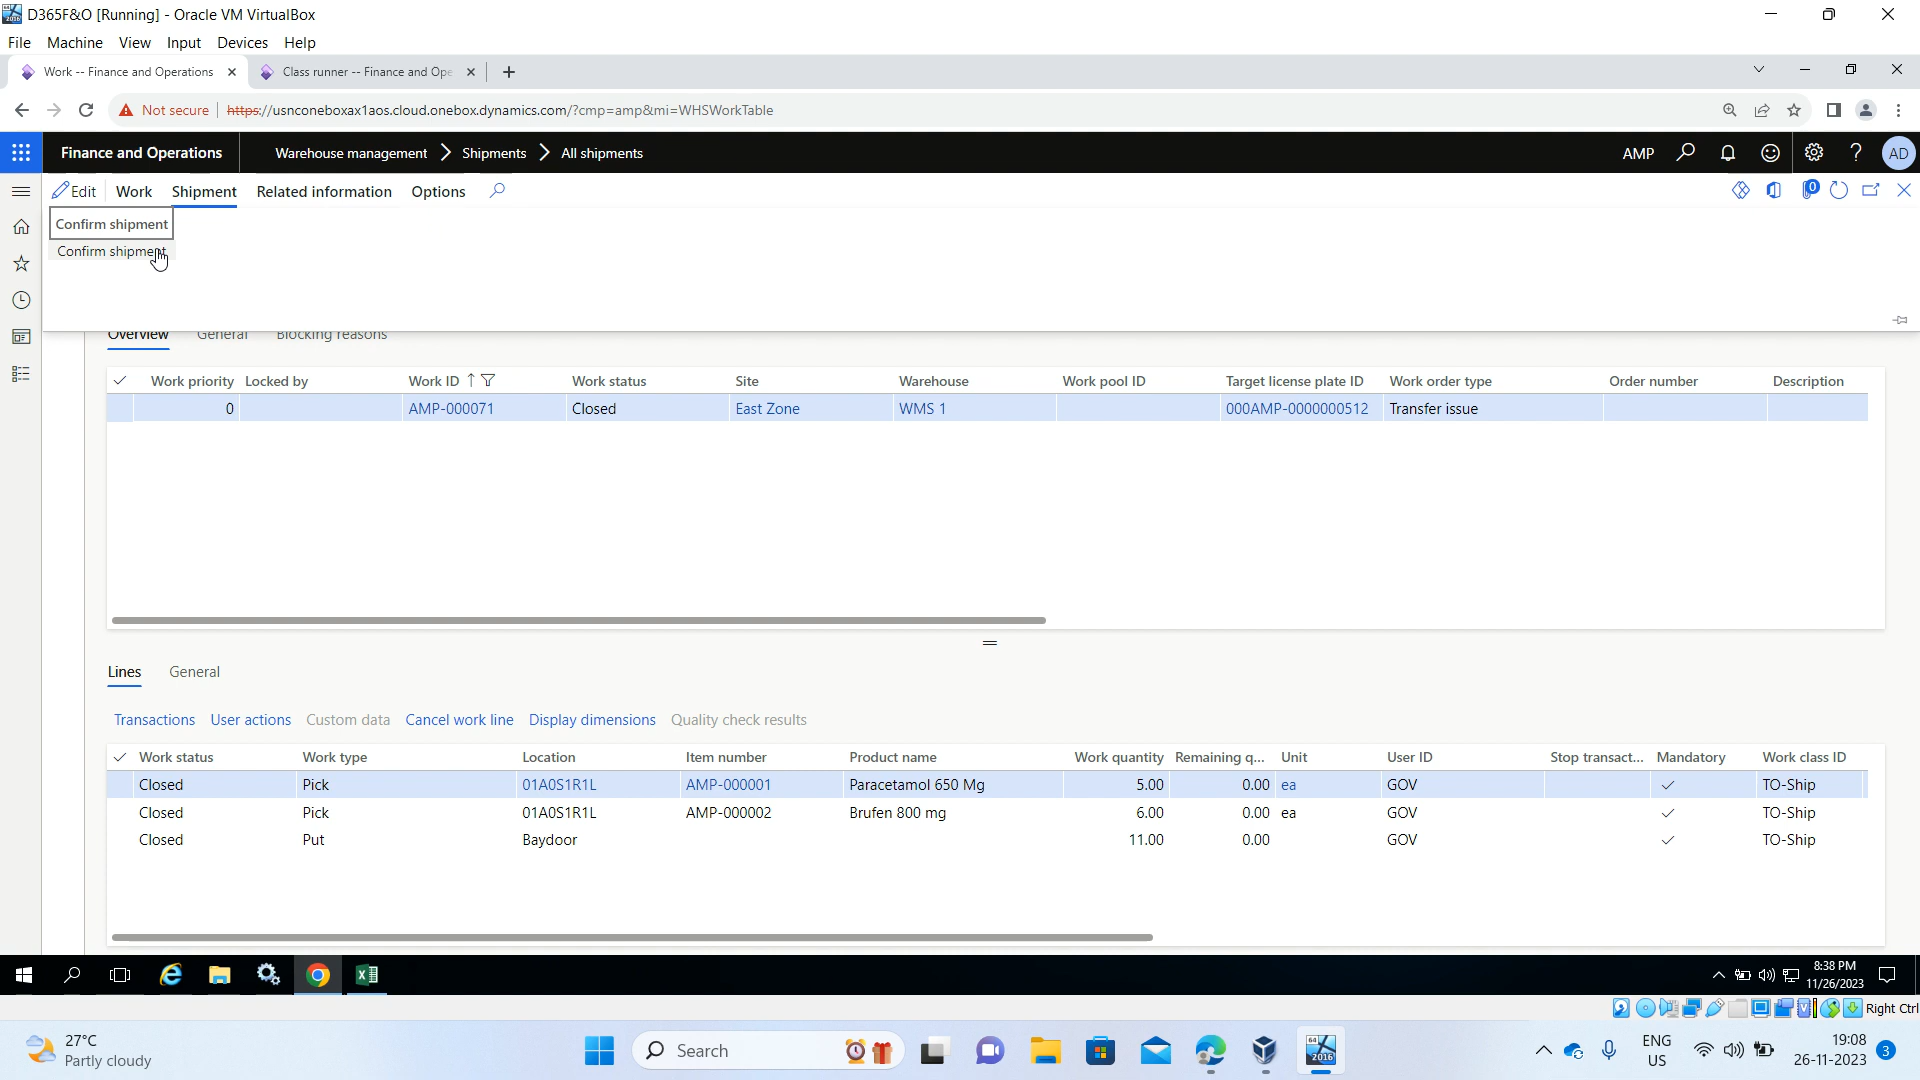 D365F&O [Running] - Oracle VM VirtualBox
File Machine View Input Devices Help
Work -- Finance and Operations
Class runner -- Finance and Ope
Not secure https://usnconeboxax1aos.cloud.onebox.dynamics.com/?cmp=amp&mi=WHSWorkTable
Finance and Operations Warehouse management Shipments All shipments AMP AD
Edit Work Shipment Related information Options 0
Confirm shipment
Confirm shipment
Overview General Blocking reasons
Work priority Locked by Work ID Work status Site Warehouse Work pool ID Target license plate ID Work order type Order number Description
0 AMP-000071 Closed East Zone WMS 1 000AMP-0000000512 Transfer issue
Lines General
Transactions User actions Custom data Cancel work line Display dimensions Quality check results
Work status Work type Location Item number Product name Work quantity Remaining q... Unit User ID Stop transact... Mandatory Work class ID
Closed Pick 01A0S1R1L AMP-000001 Paracetamol 650 Mg 5.00 0.00 ea GOV TO-Ship
Closed Pick 01A0S1R1L AMP-000002 Brufen 800 mg 6.00 0.00 ea GOV TO-Ship
Closed Put Baydoor 11.00 0.00 GOV TO-Ship
8:38 PM
11/26/2023
Right Ctrl
27°C
Partly cloudy
Search
64
2016
ENG
US
19:08
26-11-2023
3